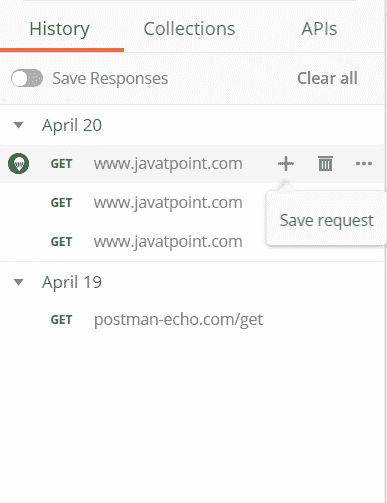 History Collections APIs
Save Responses Clear all
April 20
GET www.javatpoint.com
GET www.javatpoint.com
Save request
GET www.javatpoint.com
April 19
GET postman-echo.com/get